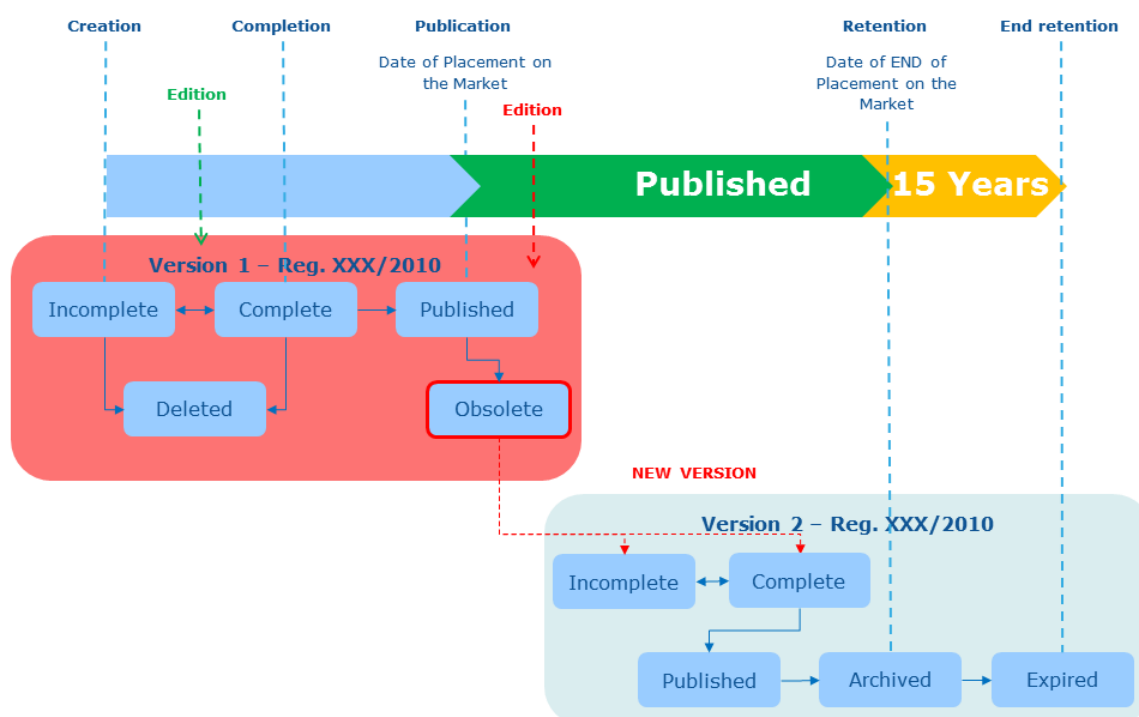 Creation
Completion
Publication
Retention
End retention
Date of Placement on
the Market
Date of END of
Placement on the
Market
Edition
Edition
Published
15 Years
Version 1 – Reg. XXX/2010
Incomplete
Complete
Published
Deleted
Obsolete
NEW VERSION
Version 2 – Reg. XXX/2010
Incomplete
Complete
Published
Archived
Expired